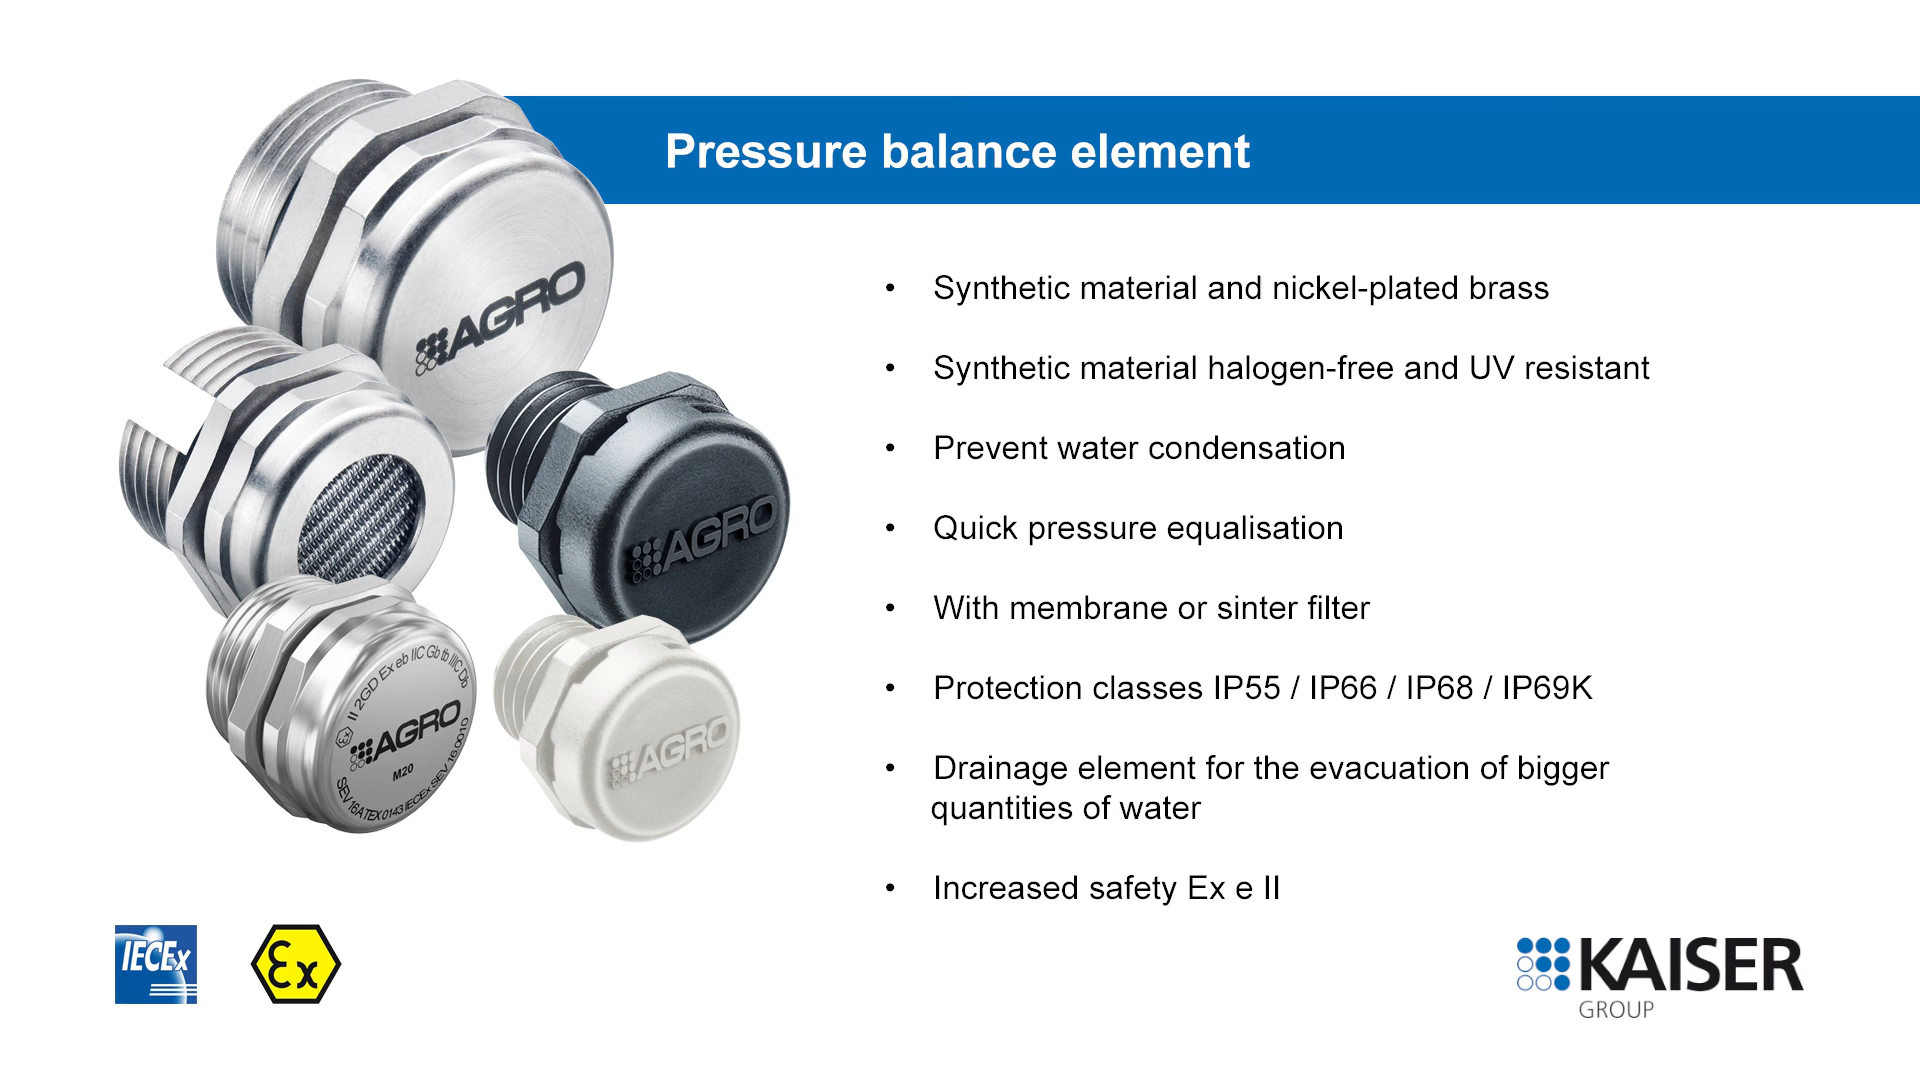 Pressure balance element
AGRO
AGRO
II 2GD Ex eb IIC Gb tb IIIC Db
AGRO
M20
SEV 16 ATEX 0143 IECEx SEV 16.0010
AGRO
• Synthetic material and nickel-plated brass
• Synthetic material halogen-free and UV resistant
• Prevent water condensation
• Quick pressure equalisation
• With membrane or sinter filter
• Protection classes IP55 / IP66 / IP68 / IP69K
• Drainage element for the evacuation of bigger
quantities of water
• Increased safety Ex e II
IECEx
Ex
KAISER
GROUP